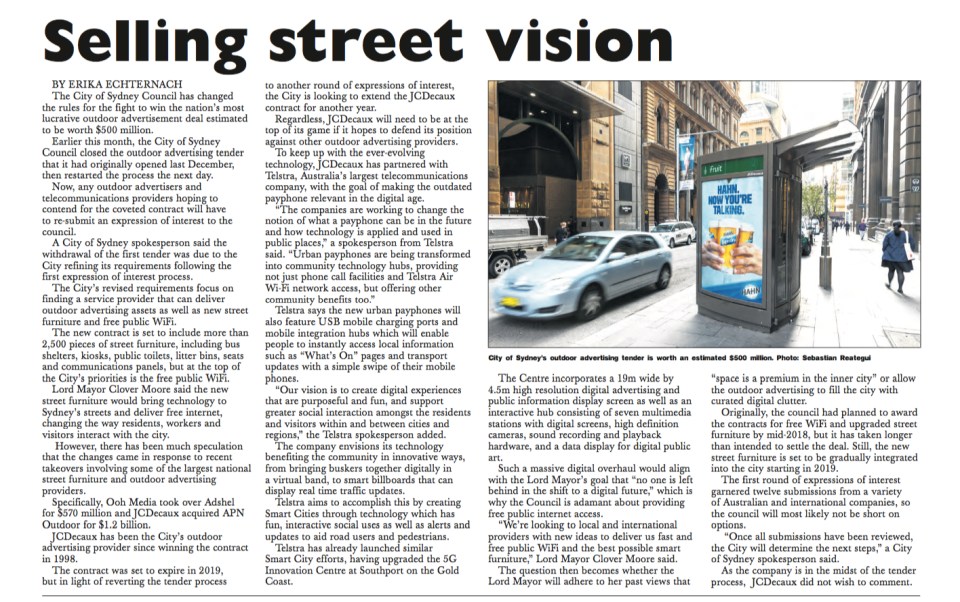 Selling street vision
BY ERIKA ECHTERNACH
The City of Sydney Council has changed
the rules for the fight to win the nation's most
lucrative outdoor advertisement deal estimated
to be worth $500 million.
Earlier this month, the City of Sydney
Council closed the outdoor advertising tender
that it had originally opened last December,
then restarted the process the next day.
Now, any outdoor advertisers and
telecommunications providers hoping to
contend for the coveted contract will have
to re-submit an expression of interest to the
council.
A City of Sydney spokesperson said the
withdrawal of the first tender was due to the
City refining its requirements following the
first expression of interest process.
The City's revised requirements focus on
finding a service provider that can deliver
outdoor advertising assets as well as new street
furniture and free public WiFi.
The new contract is set to include more than
2,500 pieces of street furniture, including bus
shelters, kiosks, public toilets, litter bins, seats
and communications panels, but at the top of
the City's priorities is the free public WiFi.
Lord Mayor Clover Moore said the new
street furniture would bring technology to
Sydney's streets and deliver free internet,
changing the way residents, workers and
visitors interact with the city.
However, there has been much speculation
that the changes came in response to recent
takeovers involving some of the largest national
street furniture and outdoor advertising
providers.
Specifically, Ooh Media took over Adshel
for $570 million and JCDecaux acquired APN
Outdoor for $1.2 billion.
JCDecaux has been the City's outdoor
advertising provider since winning the contract
in 1998.
The contract was set to expire in 2019,
but in light of reverting the tender process
to another round of expressions of interest,
the City is looking to extend the JCDecaux
contract for another year.
Regardless, JCDecaux will need to be at the
top of its game if it hopes to defend its position
against other outdoor advertising providers.
To keep up with the ever-evolving
technology, JCDecaux has partnered with
Telstra, Australia's largest telecommunications
company, with the goal of making the outdated
payphone relevant in the digital age.
"The companies are working to change the
notion of what a payphone can be in the future
and how technology is applied and used in
public places," a spokesperson from Telstra
said. "Urban payphones are being transformed
into community technology hubs, providing
not just phone call facilities and Telstra Air
Wi-Fi network access, but offering other
community benefits too."
Telstra says the new urban payphones will
also feature USB mobile charging ports and
mobile integration hubs which will enable
people to instantly access local information
such as "What's On" pages and transport
updates with a simple swipe of their mobile
phones.
"Our vision is to create digital experiences
that are purposeful and fun, and support
greater social interaction amongst the residents
and visitors within and between cities and
regions," the Telstra spokesperson added.
The company envisions its technology
benefiting the community in innovative ways,
from bringing buskers together digitally in
a virtual band, to smart billboards that can
display real time traffic updates.
Telstra aims to accomplish this by creating
Smart Cities through technology which has
fun, interactive social uses as well as alerts and
updates to aid road users and pedestrians.
Telstra has already launched similar
Smart City efforts, having upgraded the 5G
Innovation Centre at Southport on the Gold
Coast.
Fruit
HAHN.
NOW YOU'RE
TALKING.
HAHN
City of Sydney's outdoor advertising tender is worth an estimated $500 million. Photo: Sebastian Reategui
The Centre incorporates a 19m wide by
4.5m high resolution digital advertising and
public information display screen as well as an
interactive hub consisting of seven multimedia
stations with digital screens, high definition
cameras, sound recording and playback
hardware, and a data display for digital public
art.
Such a massive digital overhaul would align
with the Lord Mayor's goal that "no one is left
behind in the shift to a digital future," which is
why the Council is adamant about providing
free public internet access.
"We're looking to local and international
providers with new ideas to deliver us fast and
free public WiFi and the best possible smart
furniture," Lord Mayor Clover Moore said.
The question then becomes whether the
Lord Mayor will adhere to her past views that
"space is a premium in the inner city" or allow
the outdoor advertising to fill the city with
curated digital clutter.
Originally, the council had planned to award
the contracts for free WiFi and upgraded street
furniture by mid-2018, but it has taken longer
than intended to settle the deal. Still, the new
street furniture is set to be gradually integrated
into the city starting in 2019.
The first round of expressions of interest
garnered twelve submissions from a variety
of Australian and international companies, so
the council will most likely not be short on
options.
"Once all submissions have been reviewed,
the City will determine the next steps," a City
of Sydney spokesperson said.
As the company is in the midst of the tender
process, JCDecaux did not wish to comment.